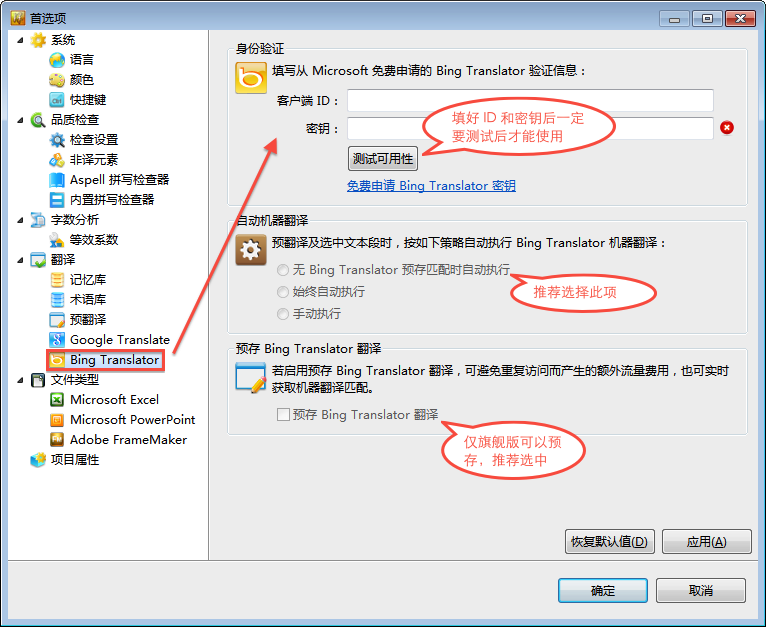 首选项
系统
语言
颜色
快捷键
品质检查
检查设置
非译元素
Aspell 拼写检查器
内置拼写检查器
字数分析
等效系数
翻译
记忆库
术语库
预翻译
Google Translate
Bing Translator
文件类型
Microsoft Excel
Microsoft PowerPoint
Adobe FrameMaker
项目属性
身份验证
填写从 Microsoft 免费申请的 Bing Translator 验证信息：
客户端 ID：
密钥：
填好 ID 和密钥后一定
要测试后才能使用
测试可用性
免费申请 Bing Translator 密钥
自动机器翻译
预翻译及选中文本段时，按如下策略自动执行 Bing Translator 机器翻译：
无 Bing Translator 预存匹配时自动执行
始终自动执行
手动执行
推荐选择此项
预存 Bing Translator 翻译
若启用预存 Bing Translator 翻译，可避免重复访问而产生的额外流量费用，也可实时
获取机器翻译匹配。
预存 Bing Translator 翻译
仅旗舰版可以预
存，推荐选中
恢复默认值(D)
应用(A)
确定
取消